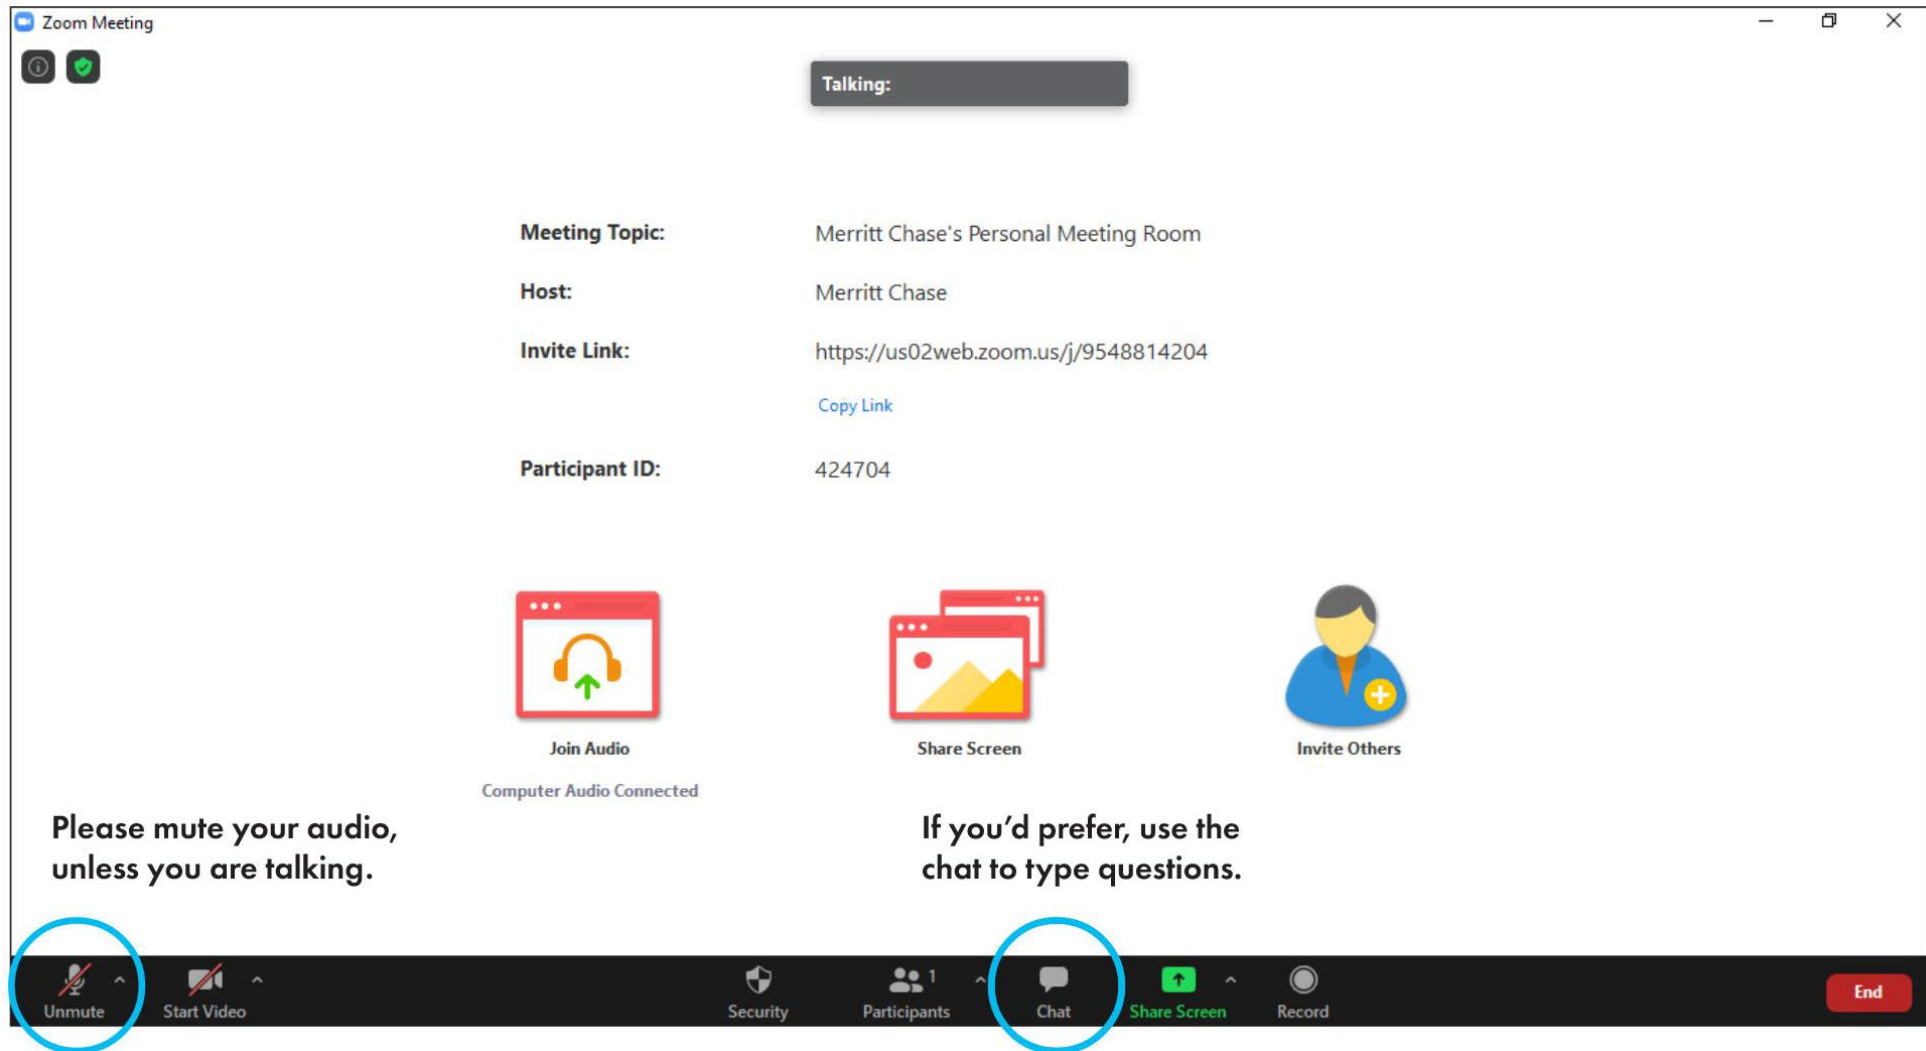 Zoom Meeting
Talking:
Meeting Topic: Merritt Chase's Personal Meeting Room
Host: Merritt Chase
Invite Link: https://us02web.zoom.us/j/9548814204
Copy Link
Participant ID: 424704
Join Audio
Computer Audio Connected
Share Screen
Invite Others
Please mute your audio,
unless you are talking.
If you’d prefer, use the
chat to type questions.
Unmute
Start Video
Security
1
Participants
Chat
Share Screen
Record
End